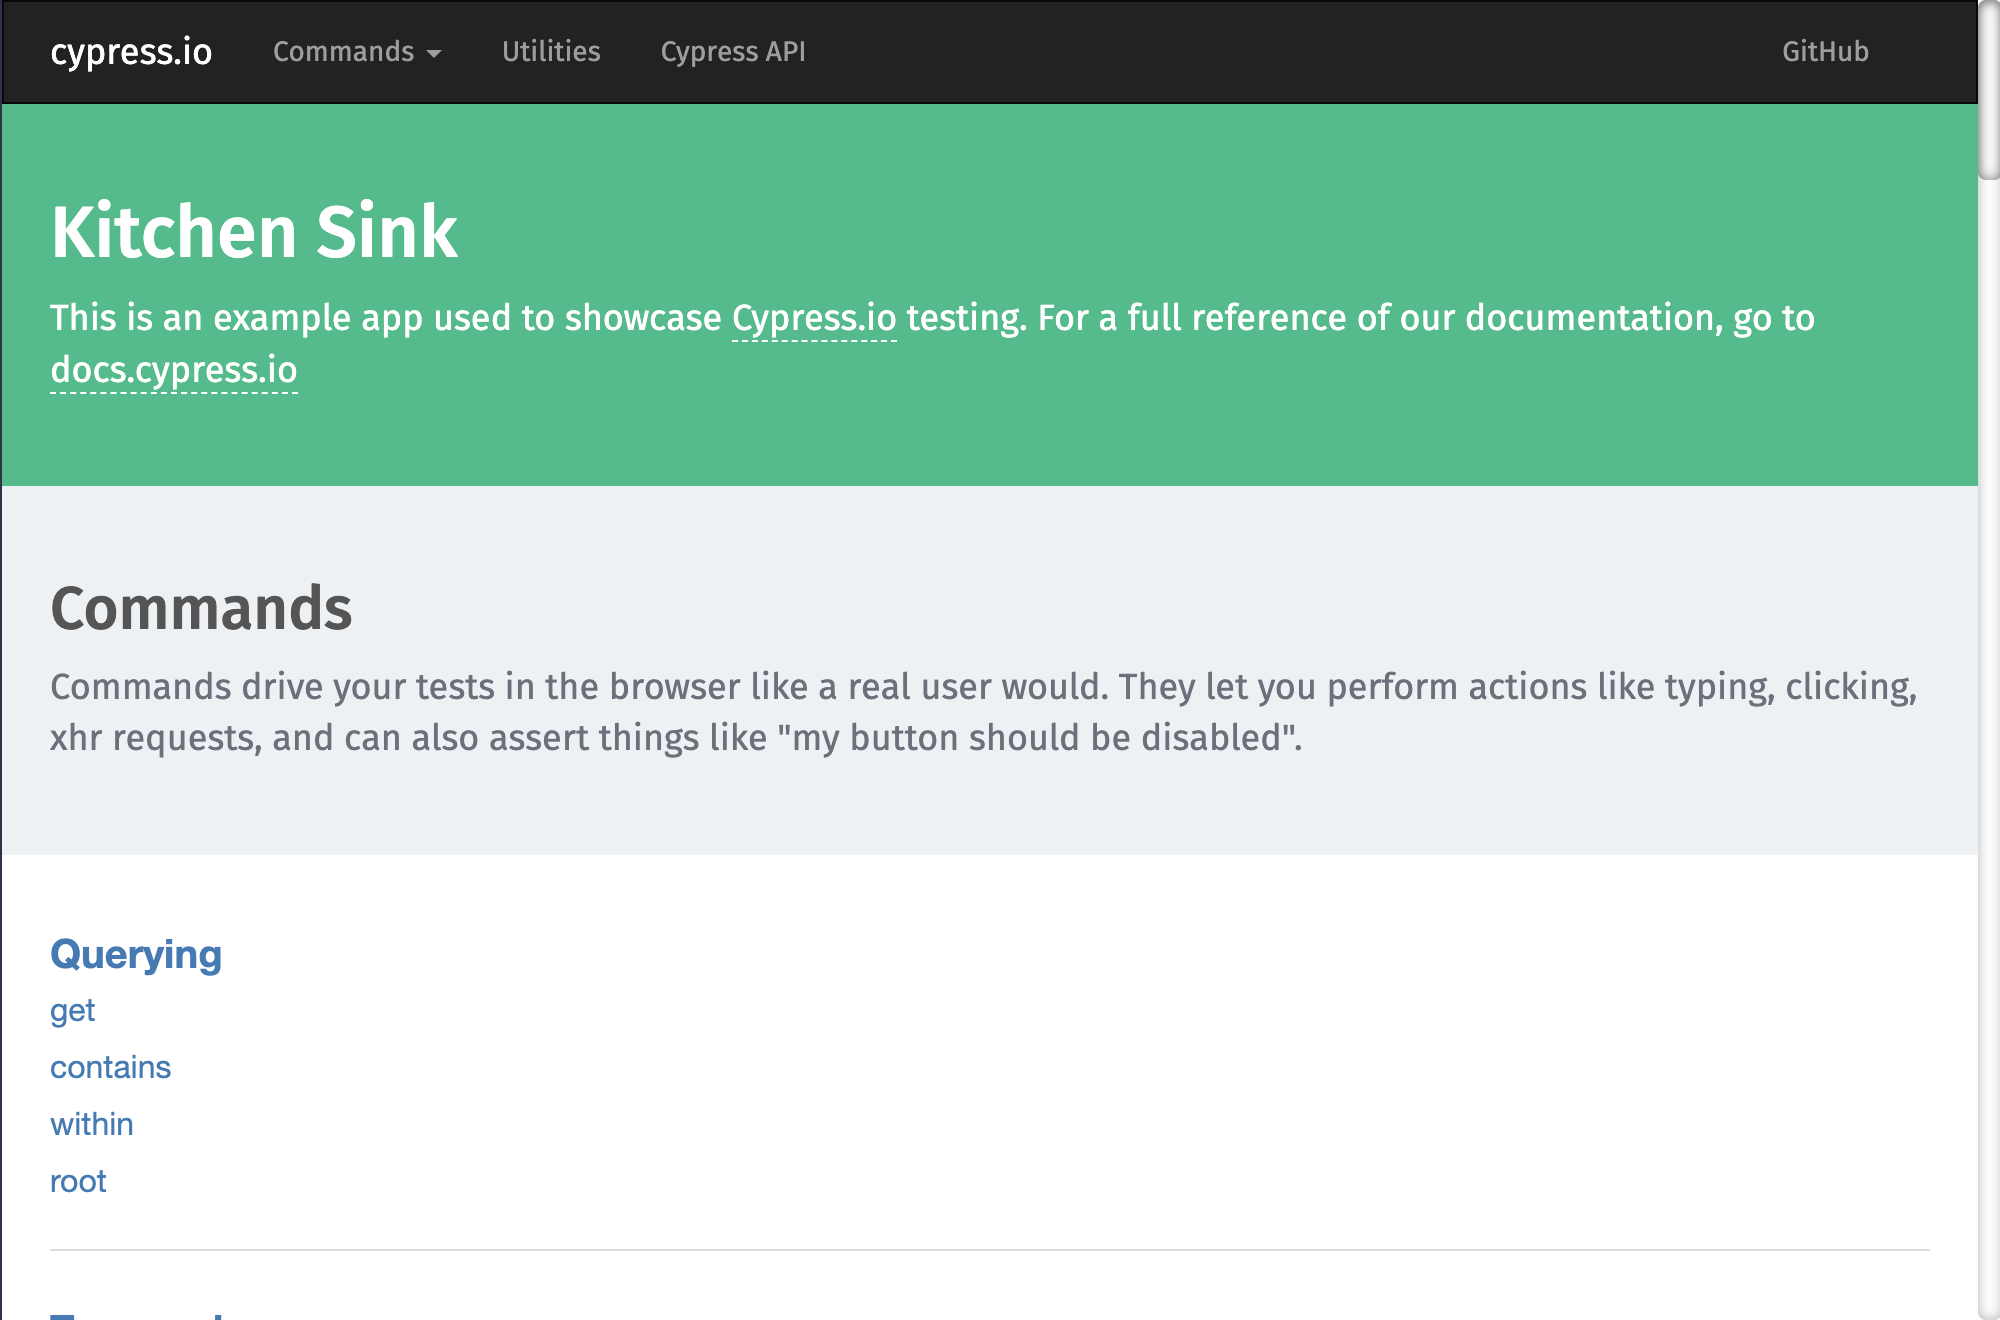 cypress.io Commands Utilities Cypress API GitHub
Kitchen Sink
This is an example app used to showcase Cypress.io testing. For a full reference of our documentation, go to
docs.cypress.io
Commands
Commands drive your tests in the browser like a real user would. They let you perform actions like typing, clicking,
xhr requests, and can also assert things like "my button should be disabled".
Querying
get
contains
within
root